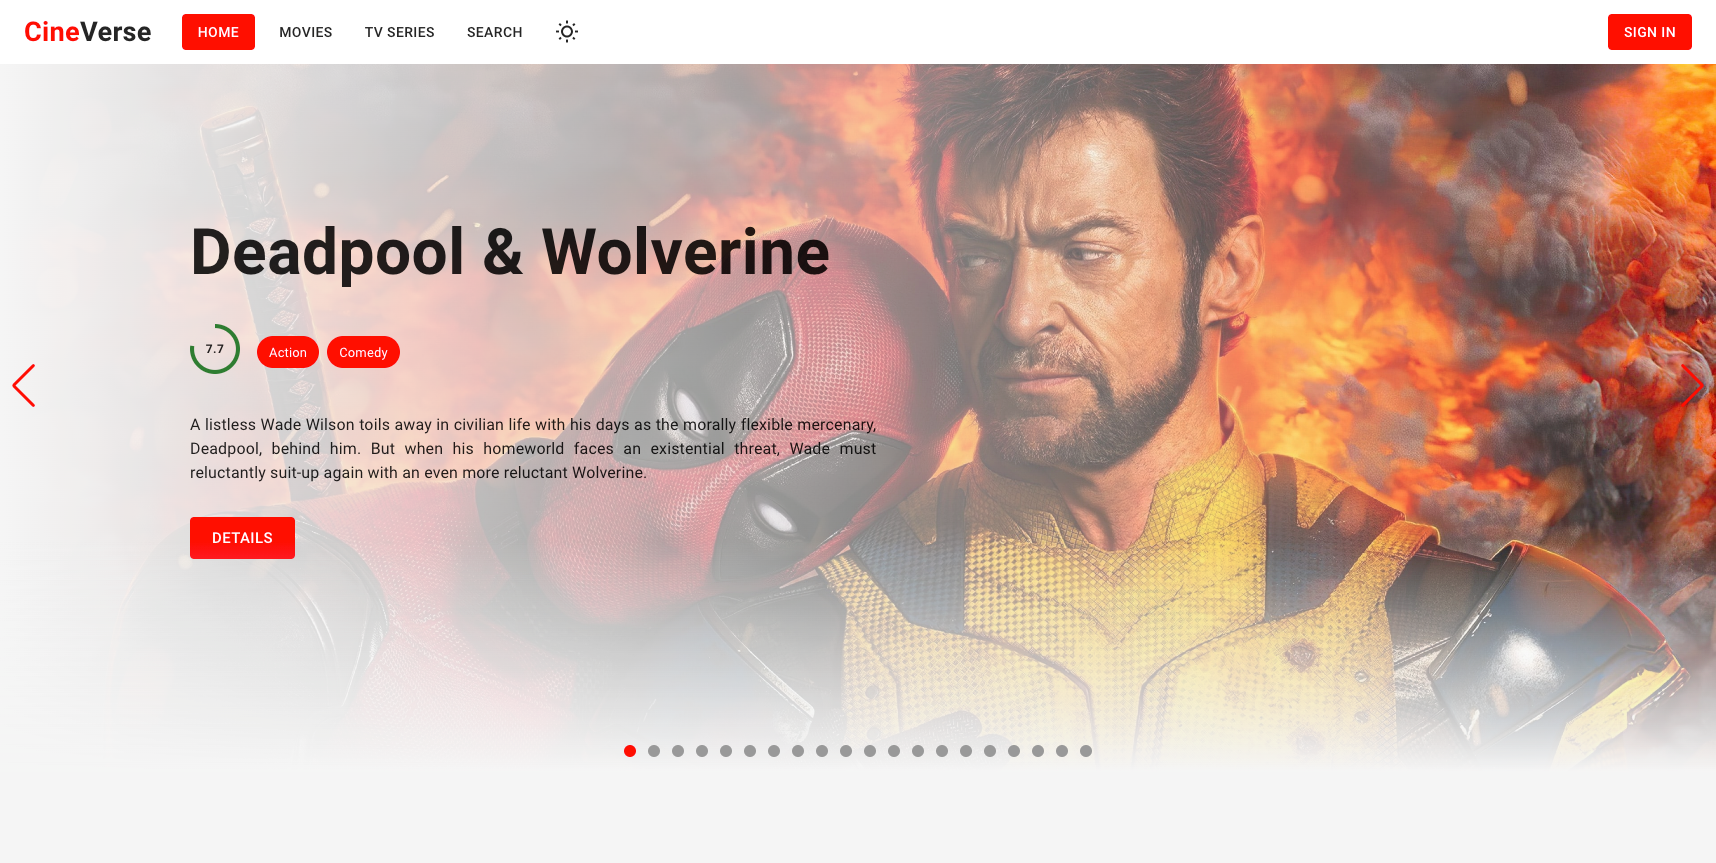 CineVerse HOME MOVIES TV SERIES SEARCH SIGN IN
Deadpool & Wolverine
7.7 Action Comedy
A listless Wade Wilson toils away in civilian life with his days as the morally flexible mercenary,
Deadpool, behind him. But when his homeworld faces an existential threat, Wade must
reluctantly suit-up again with an even more reluctant Wolverine.
DETAILS